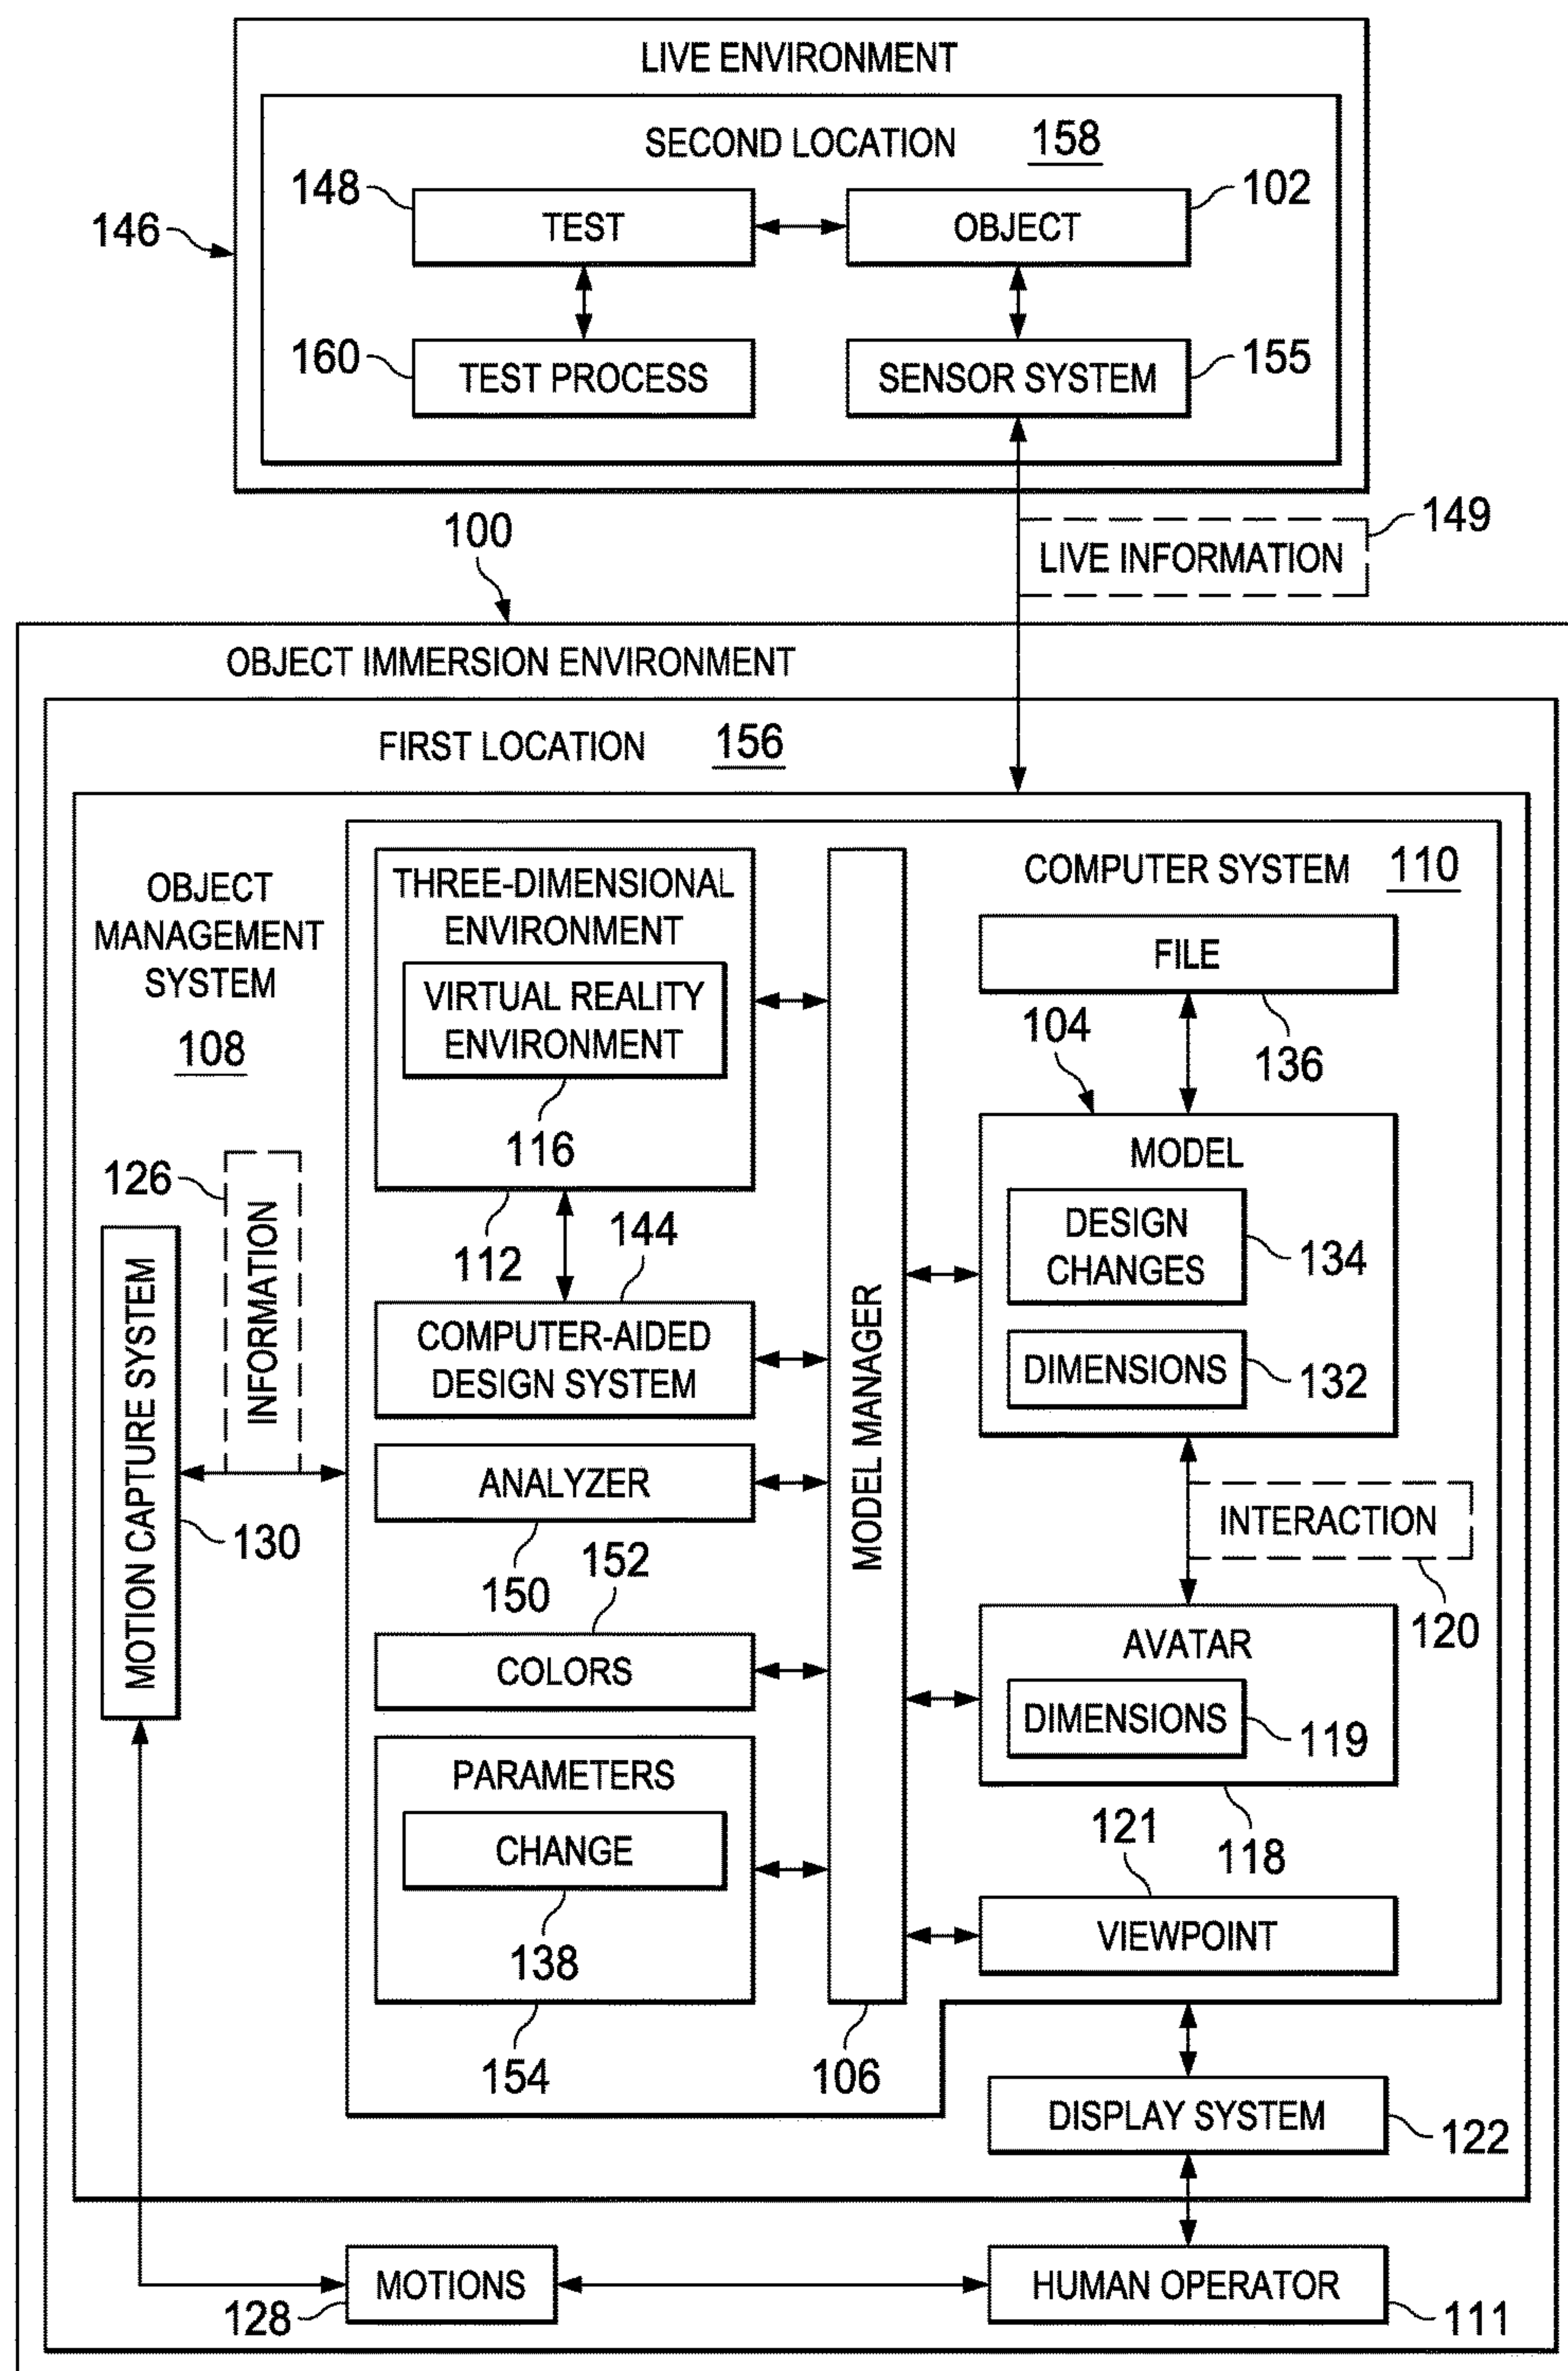 LIVE ENVIRONMENT
SECOND LOCATION 158
148
TEST
OBJECT
102
146
160
TEST PROCESS
SENSOR SYSTEM
155
149
LIVE INFORMATION
100
OBJECT IMMERSION ENVIRONMENT
FIRST LOCATION 156
OBJECT
MANAGEMENT
SYSTEM
108
THREE-DIMENSIONAL
ENVIRONMENT
VIRTUAL REALITY
ENVIRONMENT
116
112
COMPUTER SYSTEM 110
FILE
136
104
MODEL
DESIGN
CHANGES
134
DIMENSIONS
132
126
INFORMATION
MOTION CAPTURE SYSTEM
130
144
COMPUTER-AIDED
DESIGN SYSTEM
ANALYZER
150
152
COLORS
PARAMETERS
CHANGE
138
154
MODEL MANAGER
106
INTERACTION
120
AVATAR
DIMENSIONS
119
118
121
VIEWPOINT
DISPLAY SYSTEM
122
MOTIONS
128
HUMAN OPERATOR
111